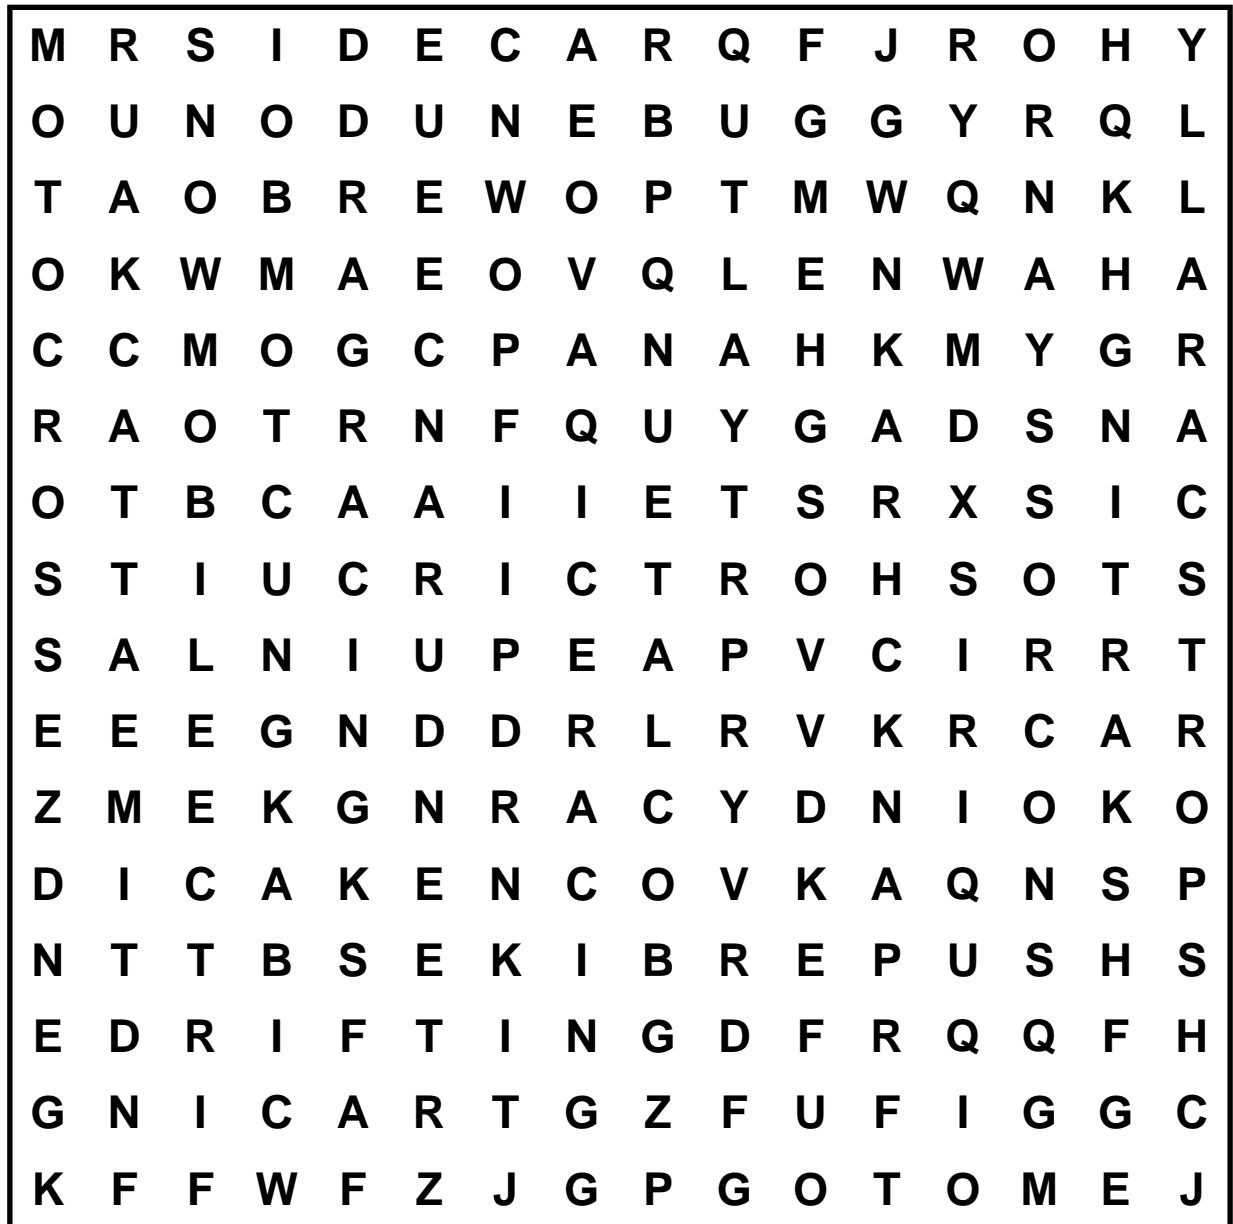 M R S I D E C A R Q F J R O H Y
O U N O D U N E B U G G Y R Q L
T A O B R E W O P T M W Q N K L
O K W M A E O V Q L E N W A H A
C C M O G C P A N A H K M Y G R
R A O T R N F Q U Y G A D S N A
O T B C A A I I E T S R X S I C
S T I U C R I C T R O H S O T S
S A L N I U P E A P V C I R R T
E E E G N D D R L R V K R C A R
Z M E K G N R A C Y D N I O K O
D I C A K E N C O V K A Q N S P
N T T B S E K I B R E P U S H S
E D R I F T I N G D F R Q Q F H
G N I C A R T G Z F U F I G G C
K F F W F Z J G P G O T O M E J